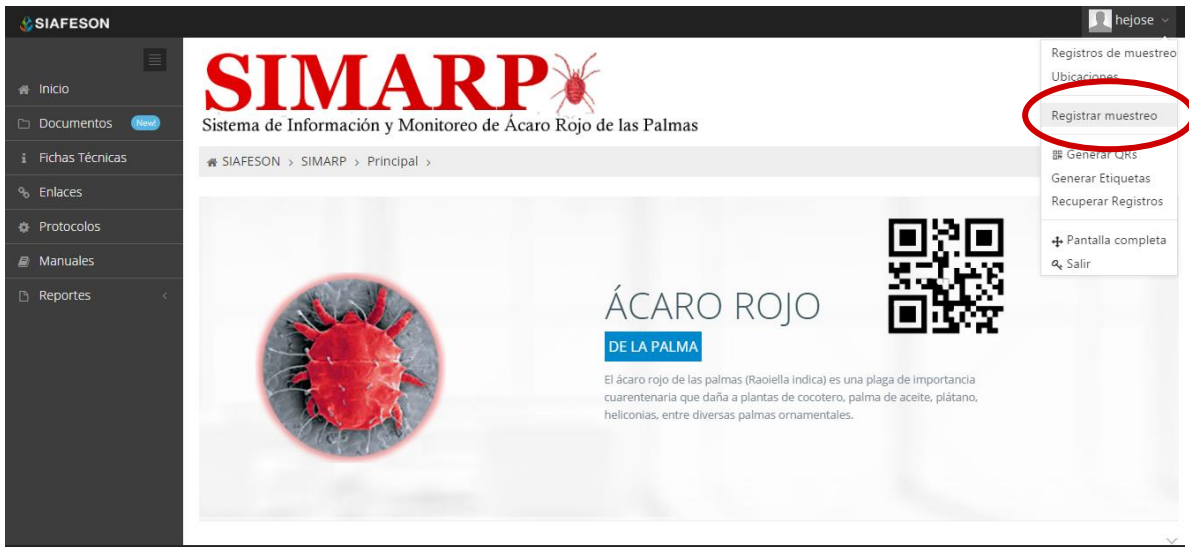 SIAFESON
hejose
Inicio
Documentos New!
Fichas Técnicas
Enlaces
Protocolos
Manuales
Reportes
SIMARP
Sistema de Información y Monitoreo de Ácaro Rojo de las Palmas
SIAFESON > SIMARP > Principal >
Registros de muestreo
Ubicaciones
Registrar muestreo
Generar QRs
Generar Etiquetas
Recuperar Registros
Pantalla completa
Salir
ÁCARO ROJO
DE LA PALMA
El ácaro rojo de las palmas (Raoiella indica) es una plaga de importancia
cuarentenaria que daña a plantas de cocotero, palma de aceite, plátano,
heliconias, entre diversas palmas ornamentales.